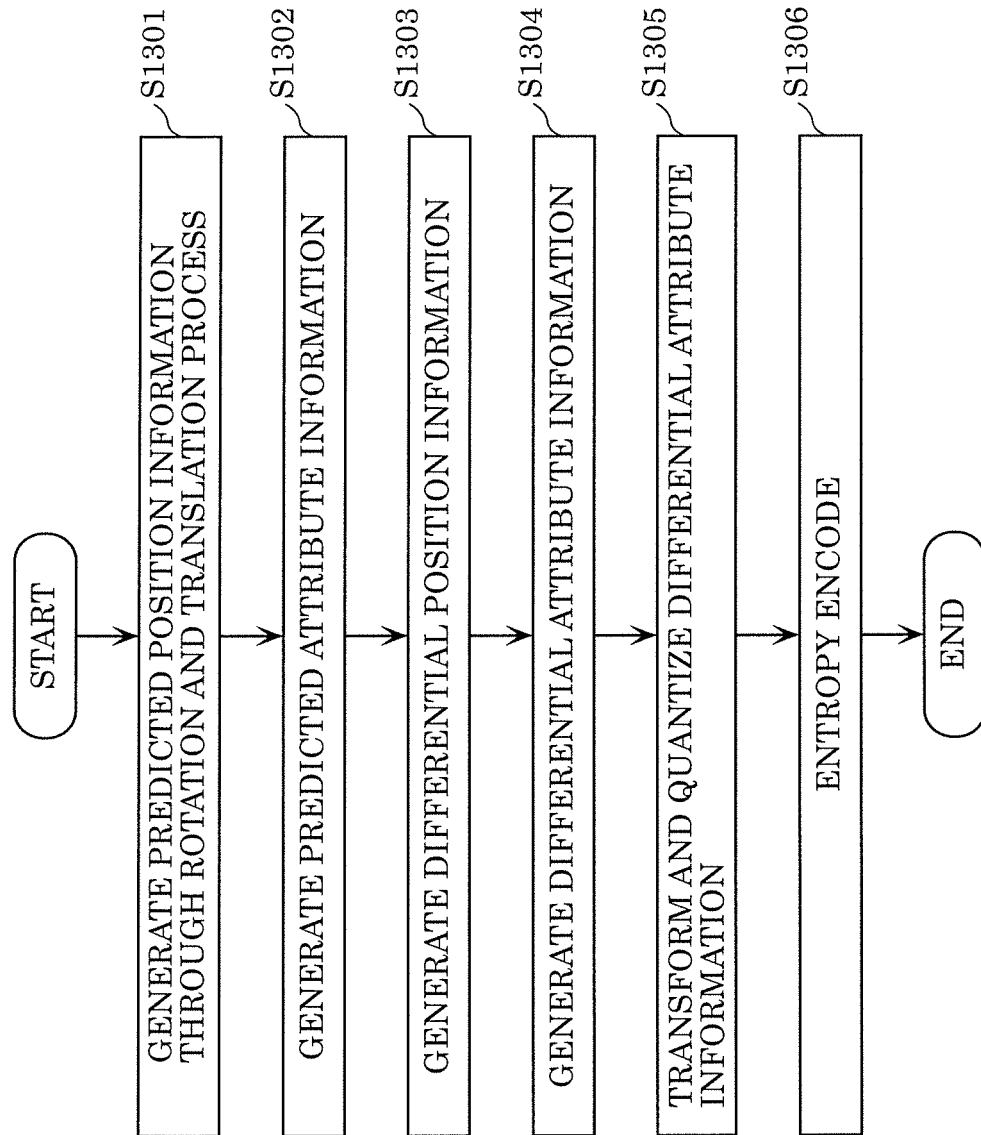 START
GENERATE PREDICTED POSITION INFORMATION
THROUGH ROTATION AND TRANSLATION PROCESS
S1301
GENERATE PREDICTED ATTRIBUTE INFORMATION
S1302
GENERATE DIFFERENTIAL POSITION INFORMATION
S1303
GENERATE DIFFERENTIAL ATTRIBUTE INFORMATION
S1304
TRANSFORM AND QUANTIZE DIFFERENTIAL ATTRIBUTE
INFORMATION
S1305
ENTROPY ENCODE
S1306
END